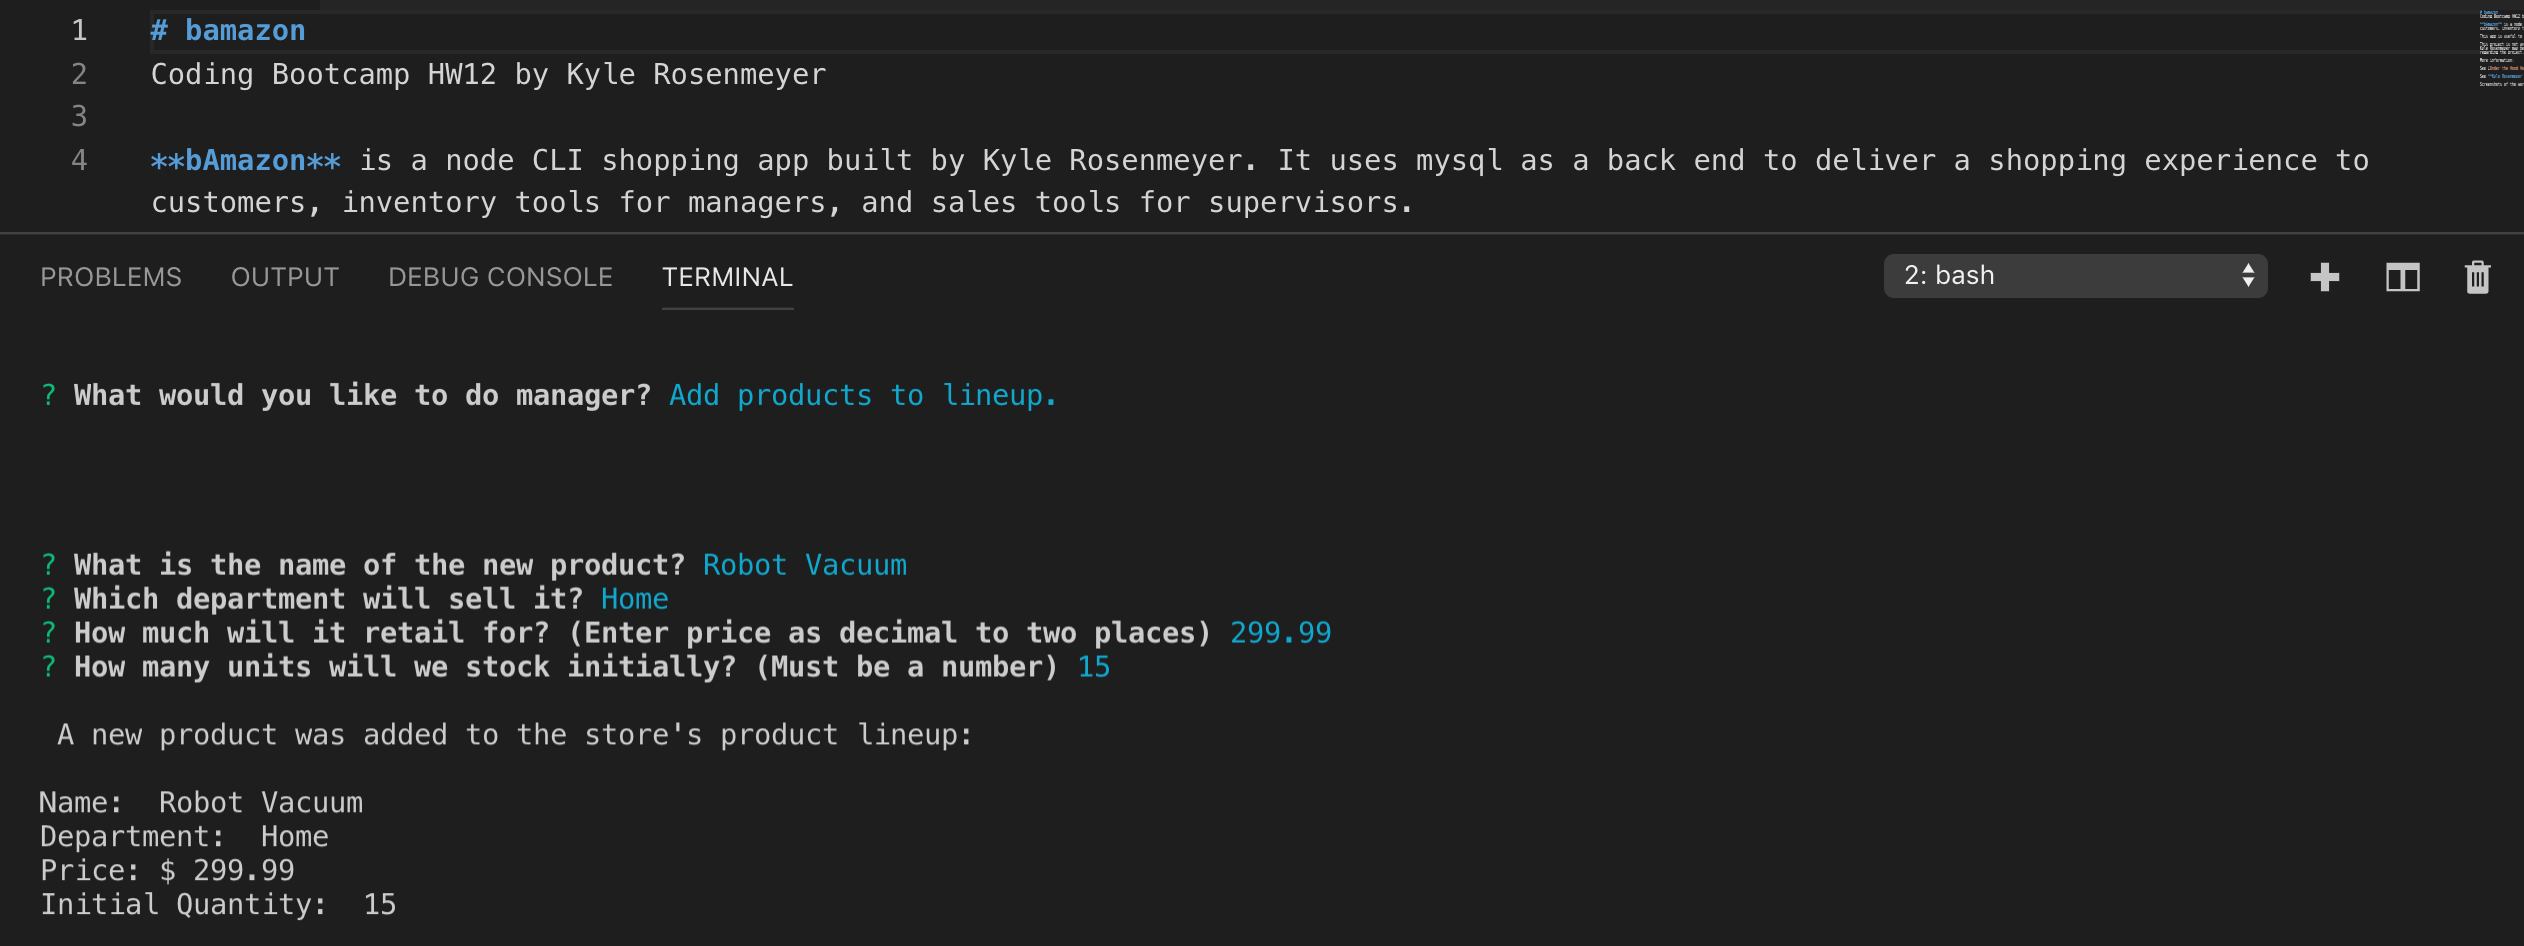 1 # bamazon
2 Coding Bootcamp HW12 by Kyle Rosenmeyer
3
4 **bAmazon** is a node CLI shopping app built by Kyle Rosenmeyer. It uses mysql as a back end to deliver a shopping experience to
customers, inventory tools for managers, and sales tools for supervisors.
PROBLEMS OUTPUT DEBUG CONSOLE TERMINAL 2: bash
? What would you like to do manager? Add products to lineup.
? What is the name of the new product? Robot Vacuum
? Which department will sell it? Home
? How much will it retail for? (Enter price as decimal to two places) 299.99
? How many units will we stock initially? (Must be a number) 15
A new product was added to the store's product lineup:
Name:  Robot Vacuum
Department:  Home
Price: $ 299.99
Initial Quantity:  15